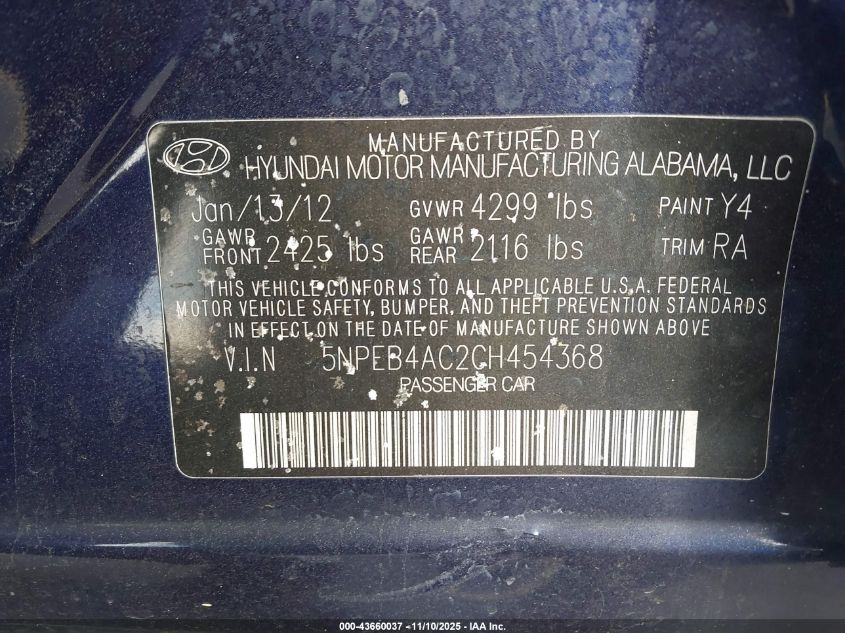 MANUFACTURED BY
HYUNDAI MOTOR MANUFACTURING ALABAMA, LLC
Jan/13/12 GVWR 4299 lbs PAINT Y4
GAWR FRONT 2425 lbs GAWR REAR 2116 lbs TRIM RA
THIS VEHICLE CONFORMS TO ALL APPLICABLE U.S.A. FEDERAL
MOTOR VEHICLE SAFETY, BUMPER, AND THEFT PREVENTION STANDARDS
IN EFFECT ON THE DATE OF MANUFACTURE SHOWN ABOVE
V.I.N 5NPEB4AC2CH454368
PASSENGER CAR
000-43660037 - 11/10/2025 - IAA Inc.